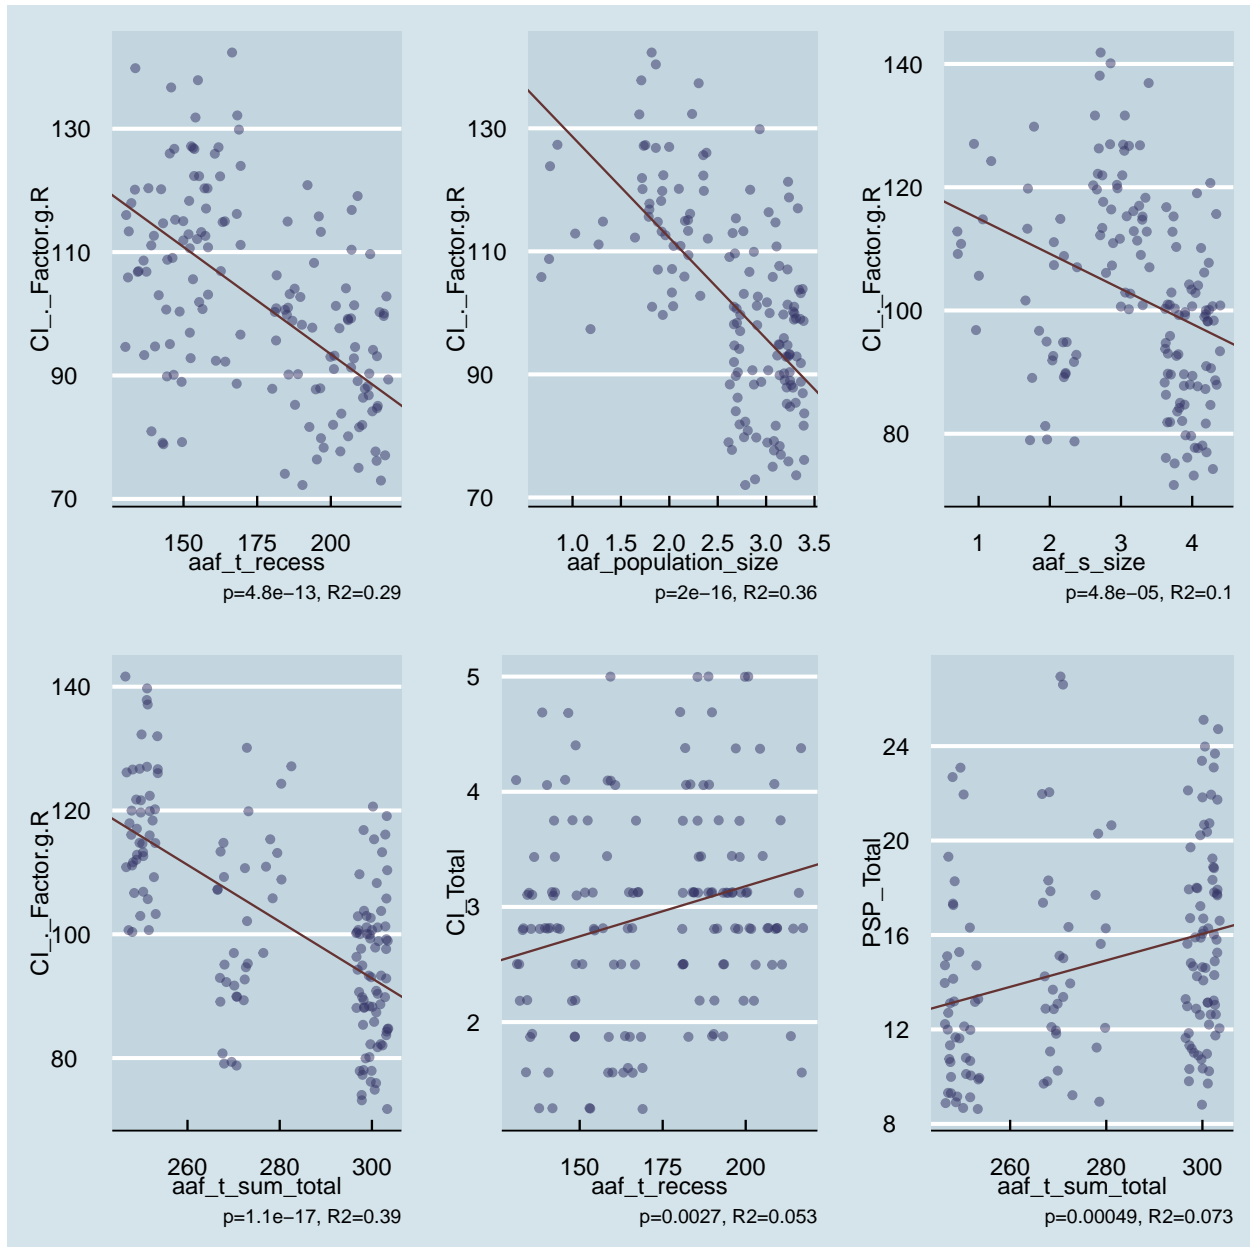 130
110
90
70
CI_._Factor.g.R
150 175 200
aaf_t_recess
p=4.8e−13, R2=0.29
130
110
90
70
CI_._Factor.g.R
1.0 1.5 2.0 2.5 3.0 3.5
aaf_population_size
p=2e−16, R2=0.36
140
120
100
80
CI_._Factor.g.R
1 2 3 4
aaf_s_size
p=4.8e−05, R2=0.1
140
120
100
80
CI_._Factor.g.R
260 280 300
aaf_t_sum_total
p=1.1e−17, R2=0.39
5
4
3
2
CI_Total
150 175 200
aaf_t_recess
p=0.0027, R2=0.053
24
20
16
12
8
PSP_Total
260 280 300
aaf_t_sum_total
p=0.00049, R2=0.073